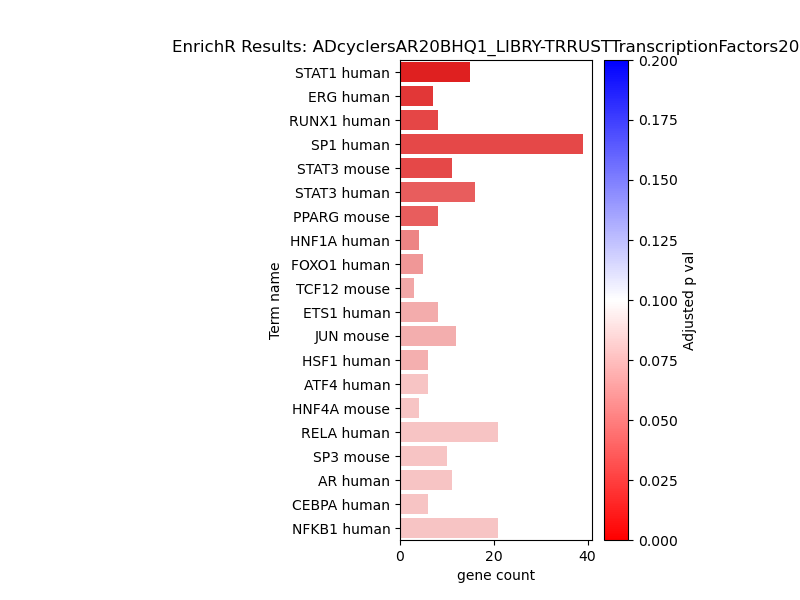 EnrichR Results: ADcyclersAR20BHQ1_LIBRY-TRRUSTTranscriptionFactors20
STAT1 human
ERG human
RUNX1 human
SP1 human
STAT3 mouse
STAT3 human
PPARG mouse
HNF1A human
FOXO1 human
TCF12 mouse
ETS1 human
JUN mouse
HSF1 human
ATF4 human
HNF4A mouse
RELA human
SP3 mouse
AR human
CEBPA human
NFKB1 human
Term name
0
20
40
gene count
0.200
0.175
0.150
0.125
0.100
0.075
0.050
0.025
0.000
Adjusted p val